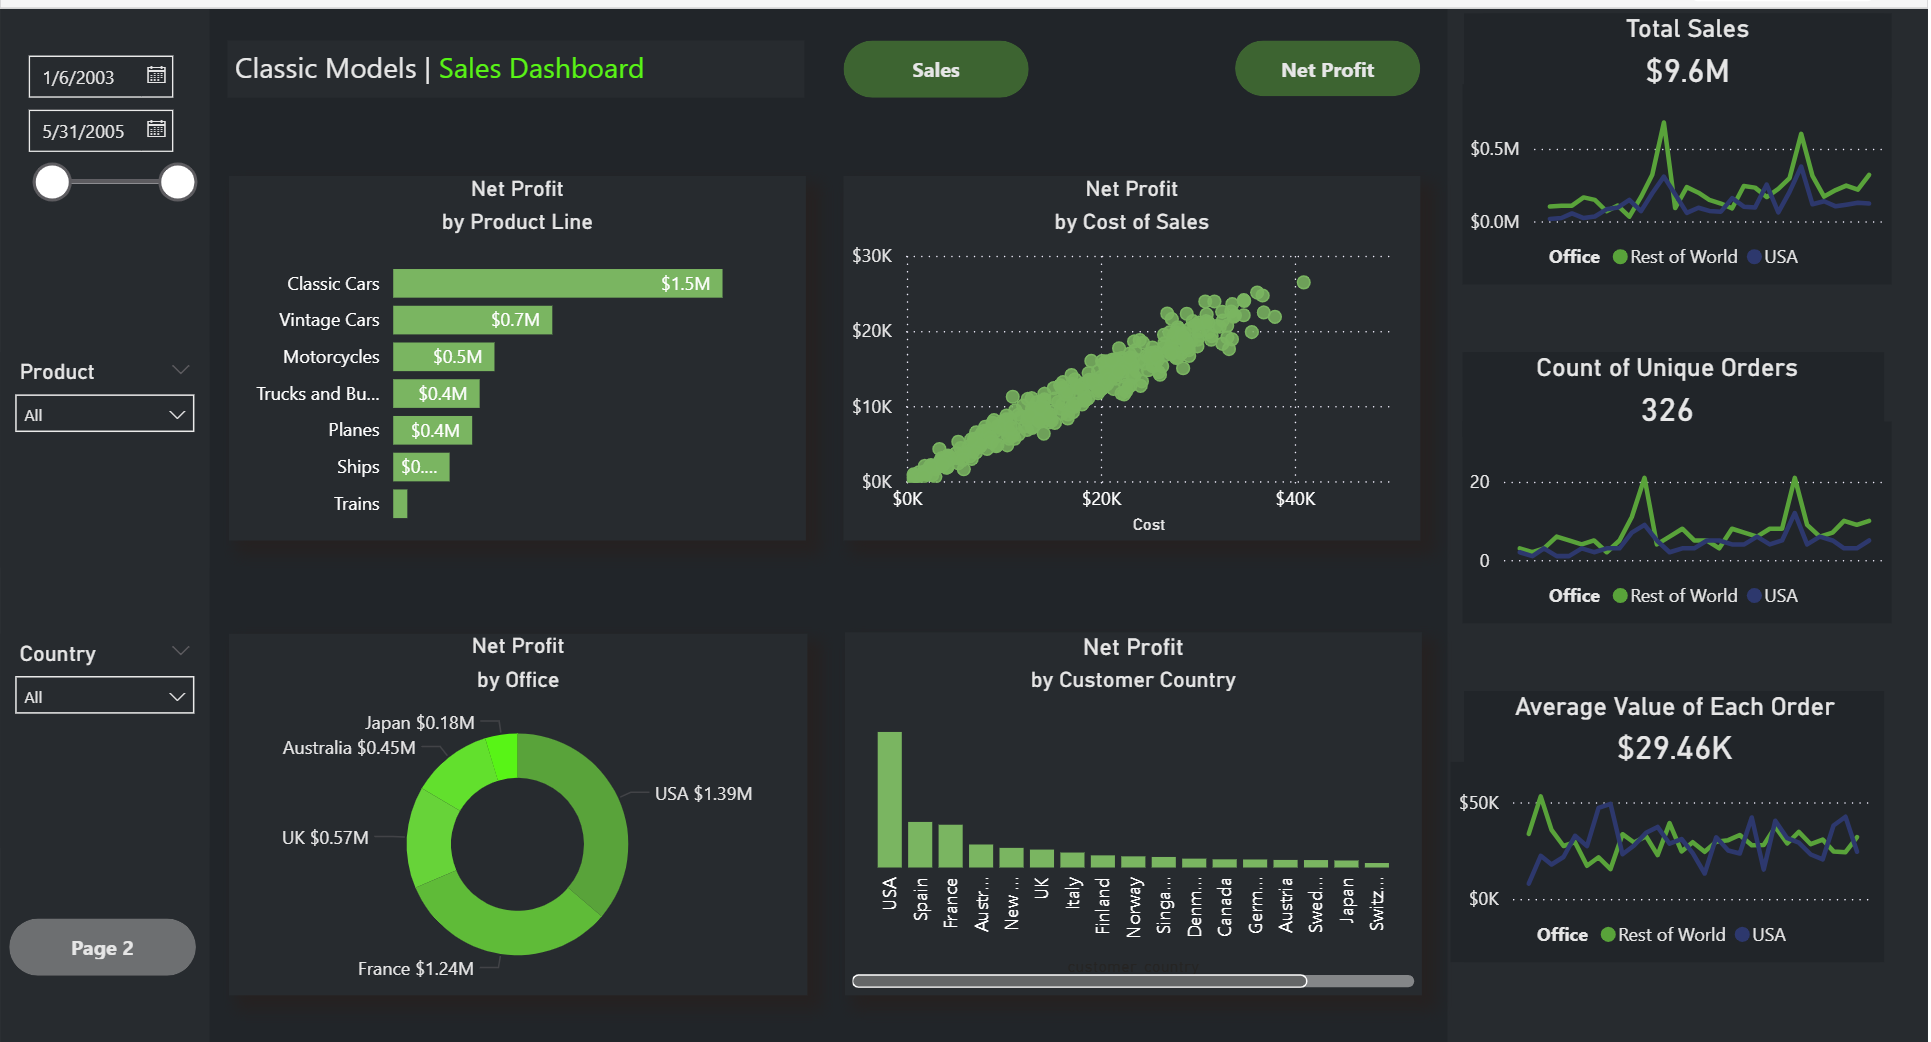 1/6/2003
5/31/2005
Product
All
Country
All
Page 2
Classic Models | Sales Dashboard
Sales
Net Profit
Net Profit
by Product Line
Classic Cars $1.5M
Vintage Cars $0.7M
Motorcycles $0.5M
Trucks and Bu... $0.4M
Planes $0.4M
Ships $0....
Trains
Net Profit
by Cost of Sales
$30K
$20K
$10K
$0K
$0K $20K $40K
Cost
Net Profit
by Office
Japan $0.18M
Australia $0.45M
USA $1.39M
UK $0.57M
France $1.24M
Net Profit
by Customer Country
USA
Spain
France
Austr...
New ...
UK
Italy
Finland
Norway
Singa...
Denm...
Canada
Germ...
Austria
Swed...
Japan
Switz...
customer_country
Total Sales
$9.6M
$0.5M
$0.0M
Office Rest of World USA
Count of Unique Orders
326
20
0
Office Rest of World USA
Average Value of Each Order
$29.46K
$50K
$0K
Office Rest of World USA